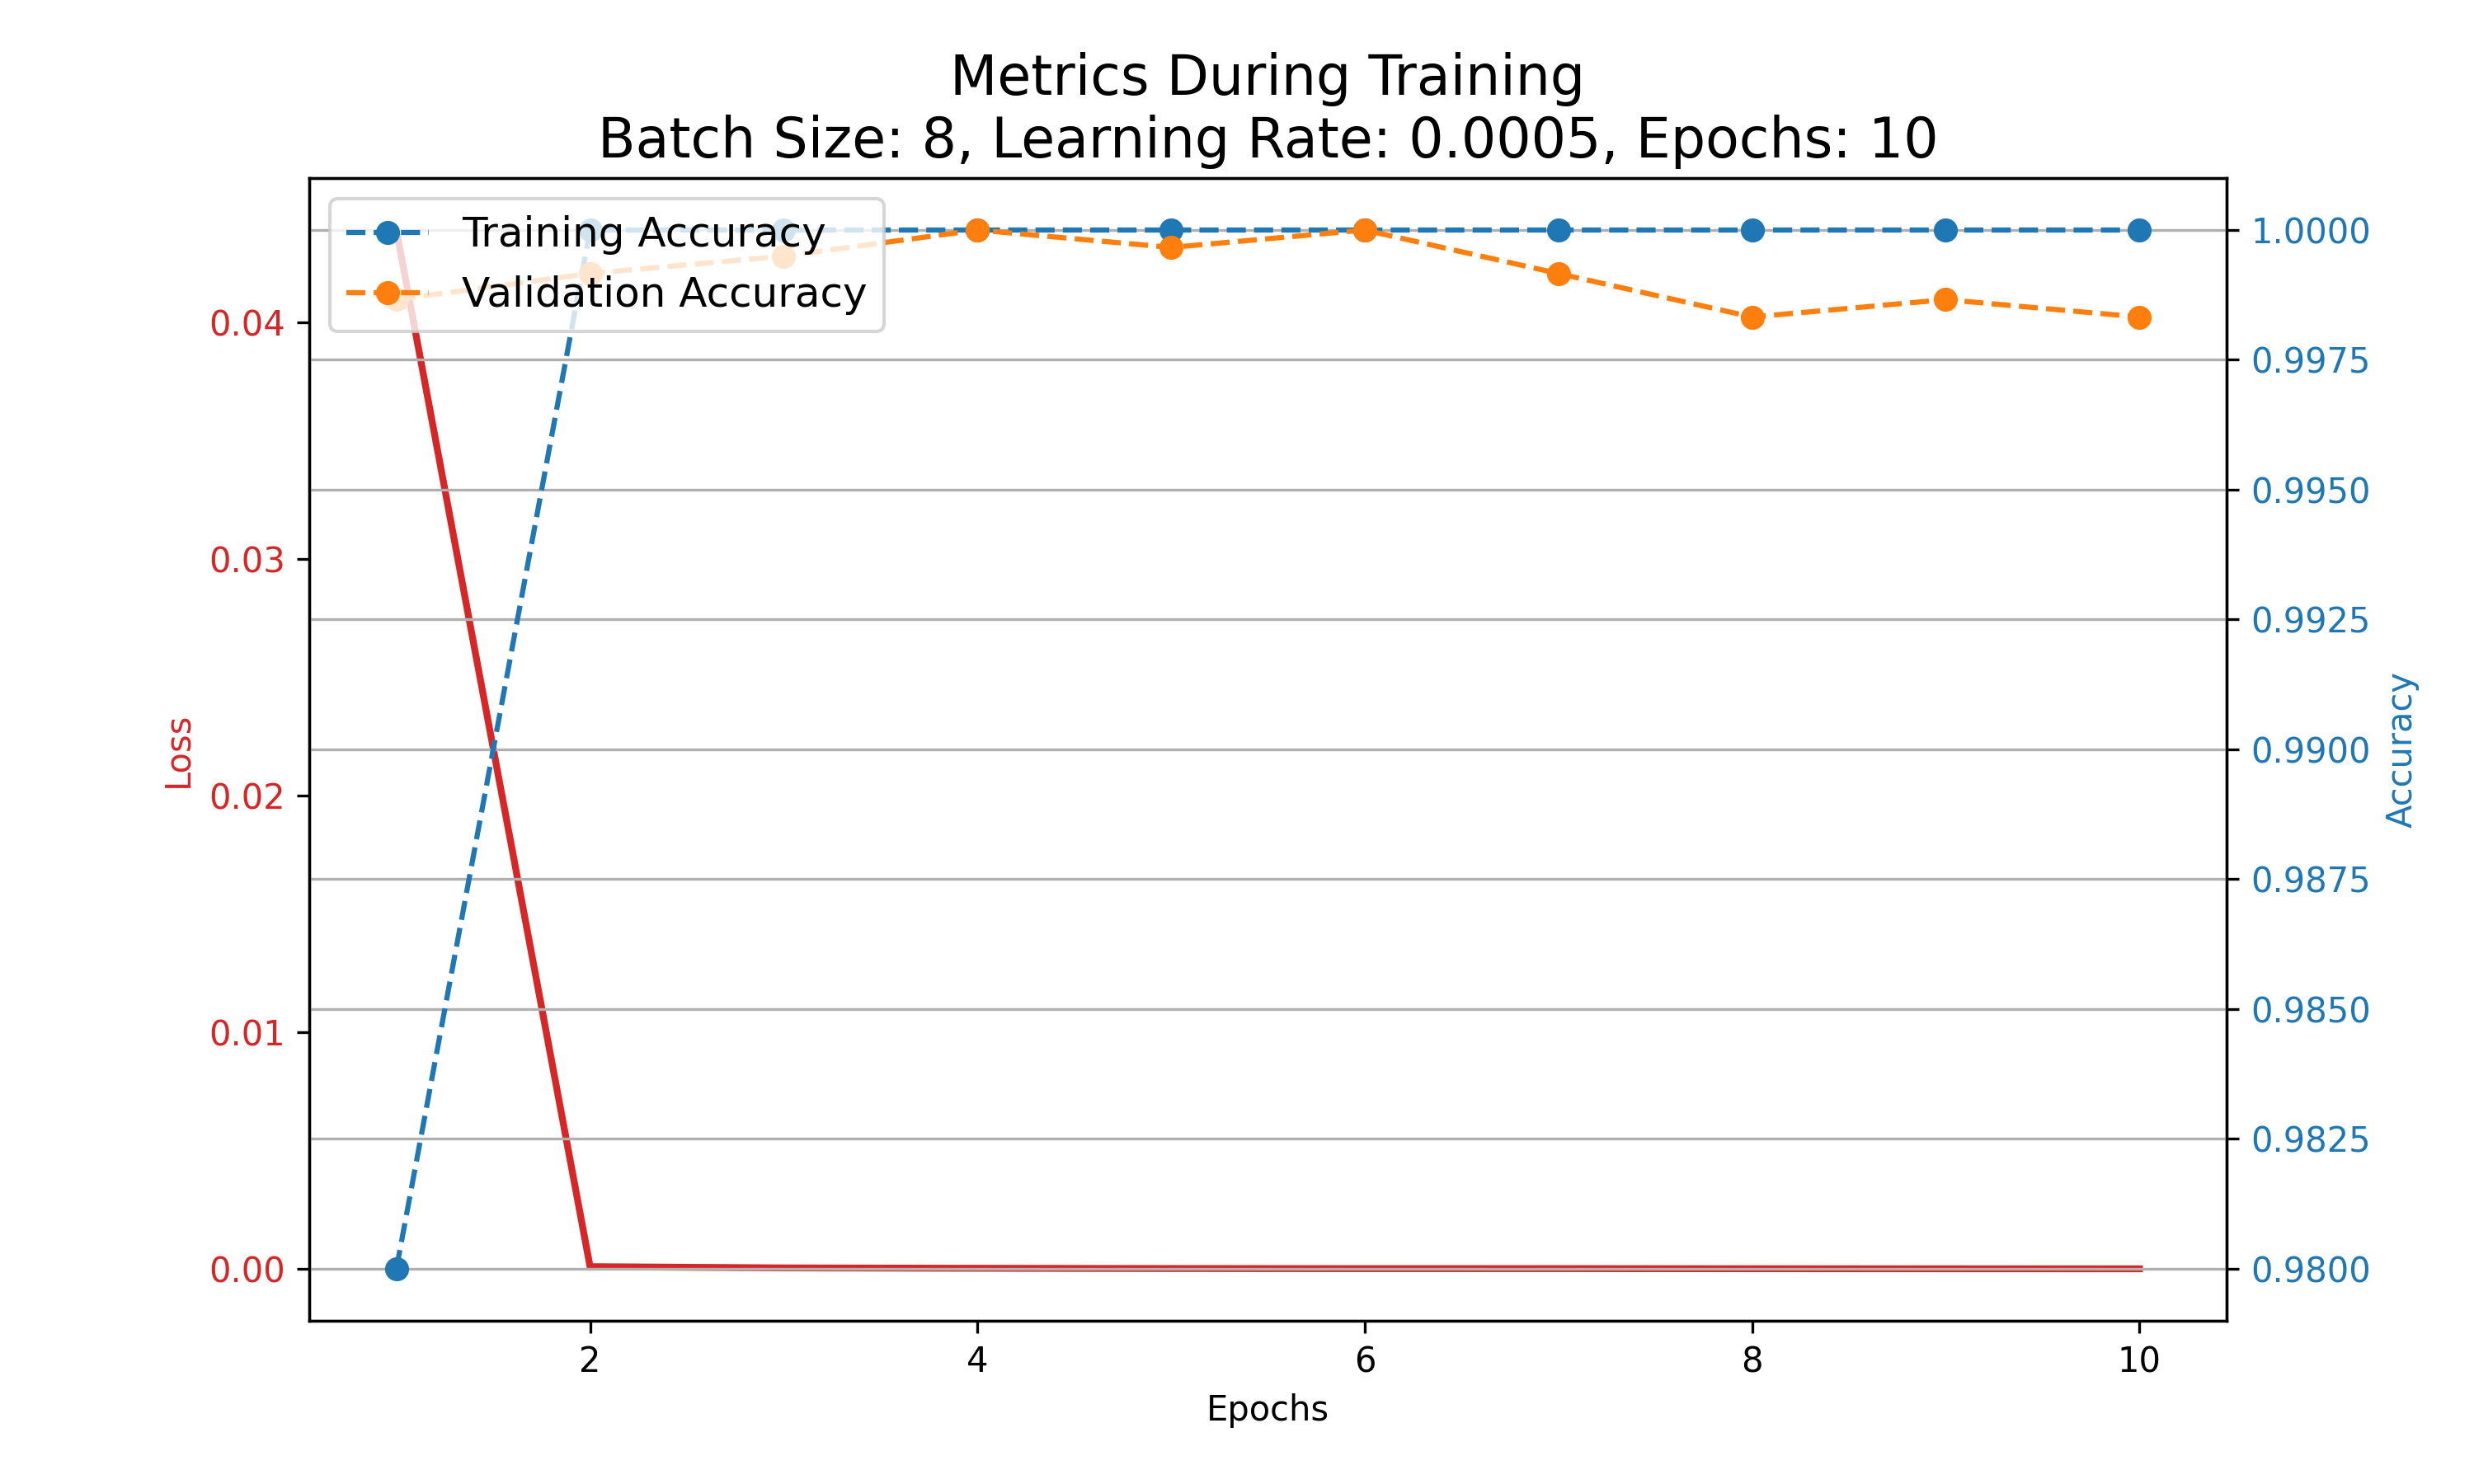 Metrics During Training
Batch Size: 8, Learning Rate: 0.0005, Epochs: 10
Training Accuracy
Validation Accuracy
0.04
0.03
0.02
0.01
0.00
Loss
1.0000
0.9975
0.9950
0.9925
0.9900
0.9875
0.9850
0.9825
0.9800
Accuracy
2 4 6 8 10
Epochs